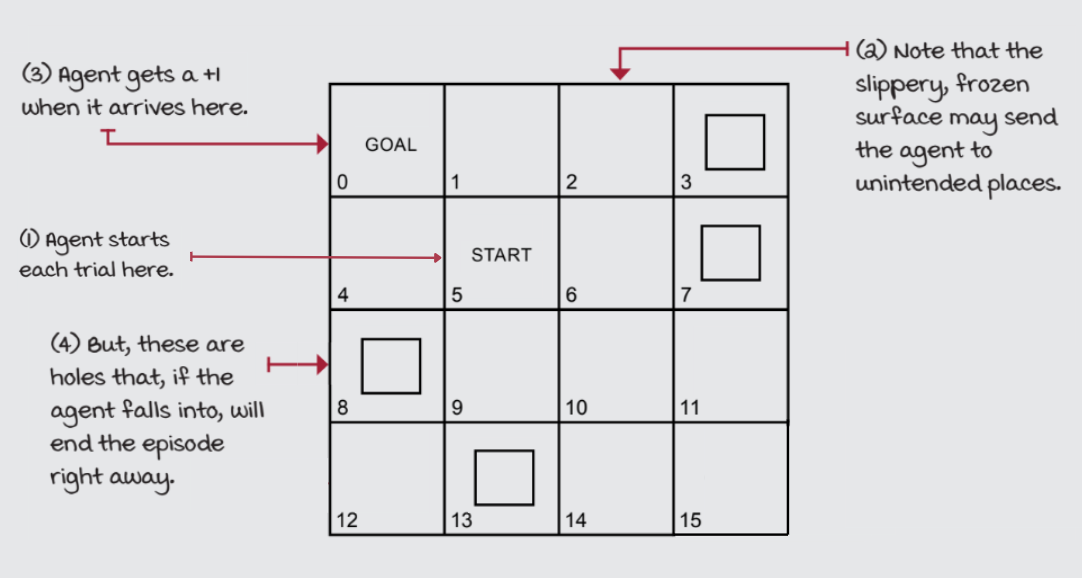 (3) Agent gets a +1
when it arrives here.
(2) Note that the
slippery, frozen
surface may send
the agent to
unintended places.
GOAL
0
1
2
3
(1) Agent starts
each trial here.
START
4
5
6
7
(4) But, these are
holes that, if the
agent falls into, will
end the episode
right away.
8
9
10
11
12
13
14
15